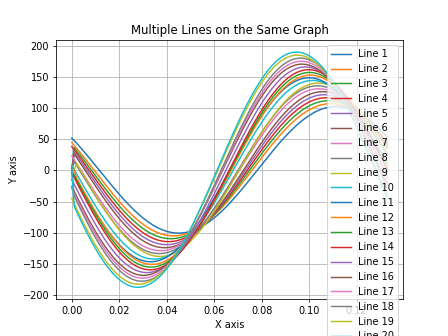 Multiple Lines on the Same Graph
200
150
100
50
0
−50
−100
−150
−200
Y axis
0.00
0.02
0.04
0.06
0.08
0.10
X axis
Line 1
Line 2
Line 3
Line 4
Line 5
Line 6
Line 7
Line 8
Line 9
Line 10
Line 11
Line 12
Line 13
Line 14
Line 15
Line 16
Line 17
Line 18
Line 19
Line 20